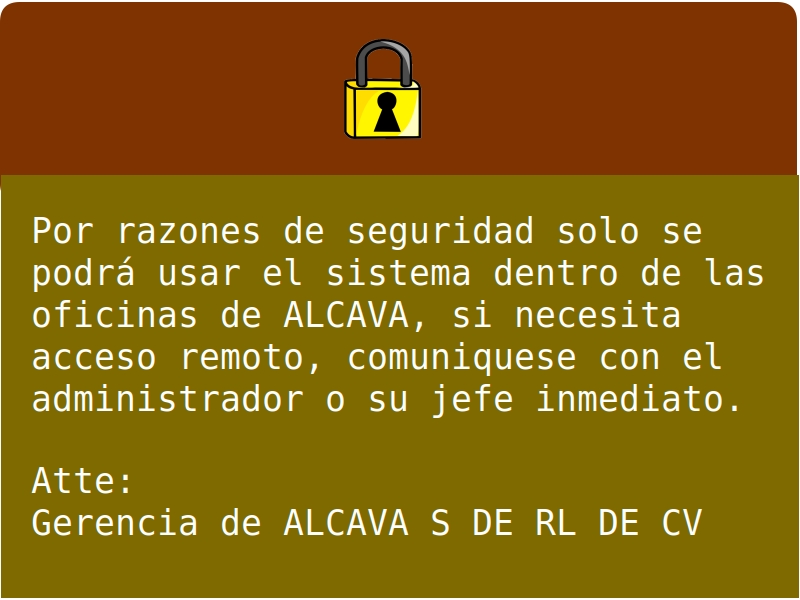 Por razones de seguridad solo se
podrá usar el sistema dentro de las
oficinas de ALCAVA, si necesita
acceso remoto, comuniquese con el
administrador o su jefe inmediato.
Atte:
Gerencia de ALCAVA S DE RL DE CV